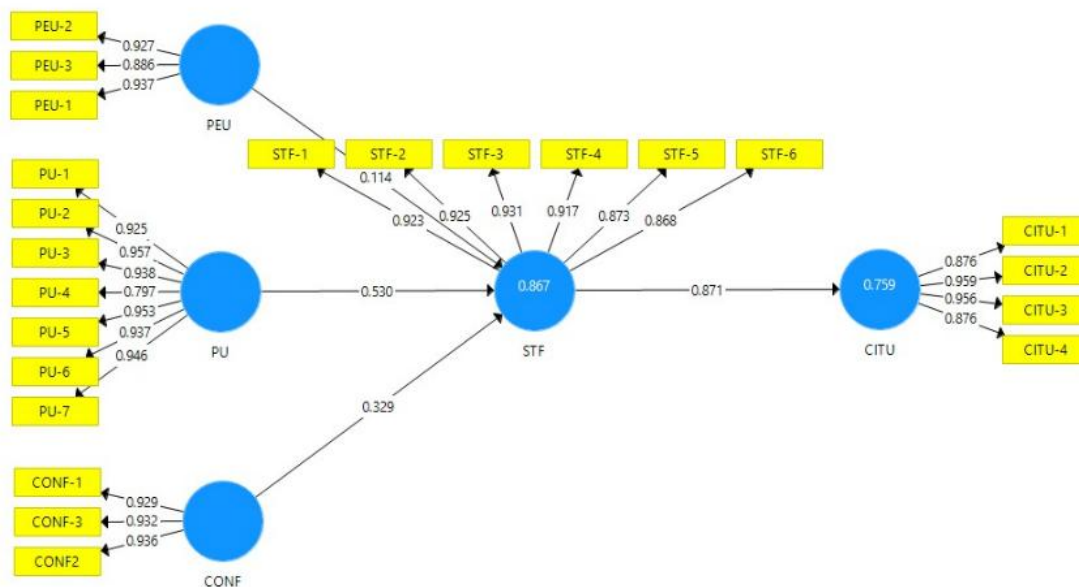 PEU-2
0.927
PEU-3
0.886
PEU-1
0.937
PEU
STF-1
STF-2
STF-3
STF-4
STF-5
STF-6
0.114
0.923
0.925
0.931
0.917
0.873
0.868
PU-1
PU-2
PU-3
PU-4
PU-5
PU-6
PU-7
0.925
0.957
0.938
0.797
0.953
0.937
0.946
PU
0.530
0.867
STF
0.871
0.759
CITU
0.876
0.959
0.956
0.876
CITU-1
CITU-2
CITU-3
CITU-4
0.329
CONF-1
CONF-3
CONF2
0.929
0.932
0.936
CONF